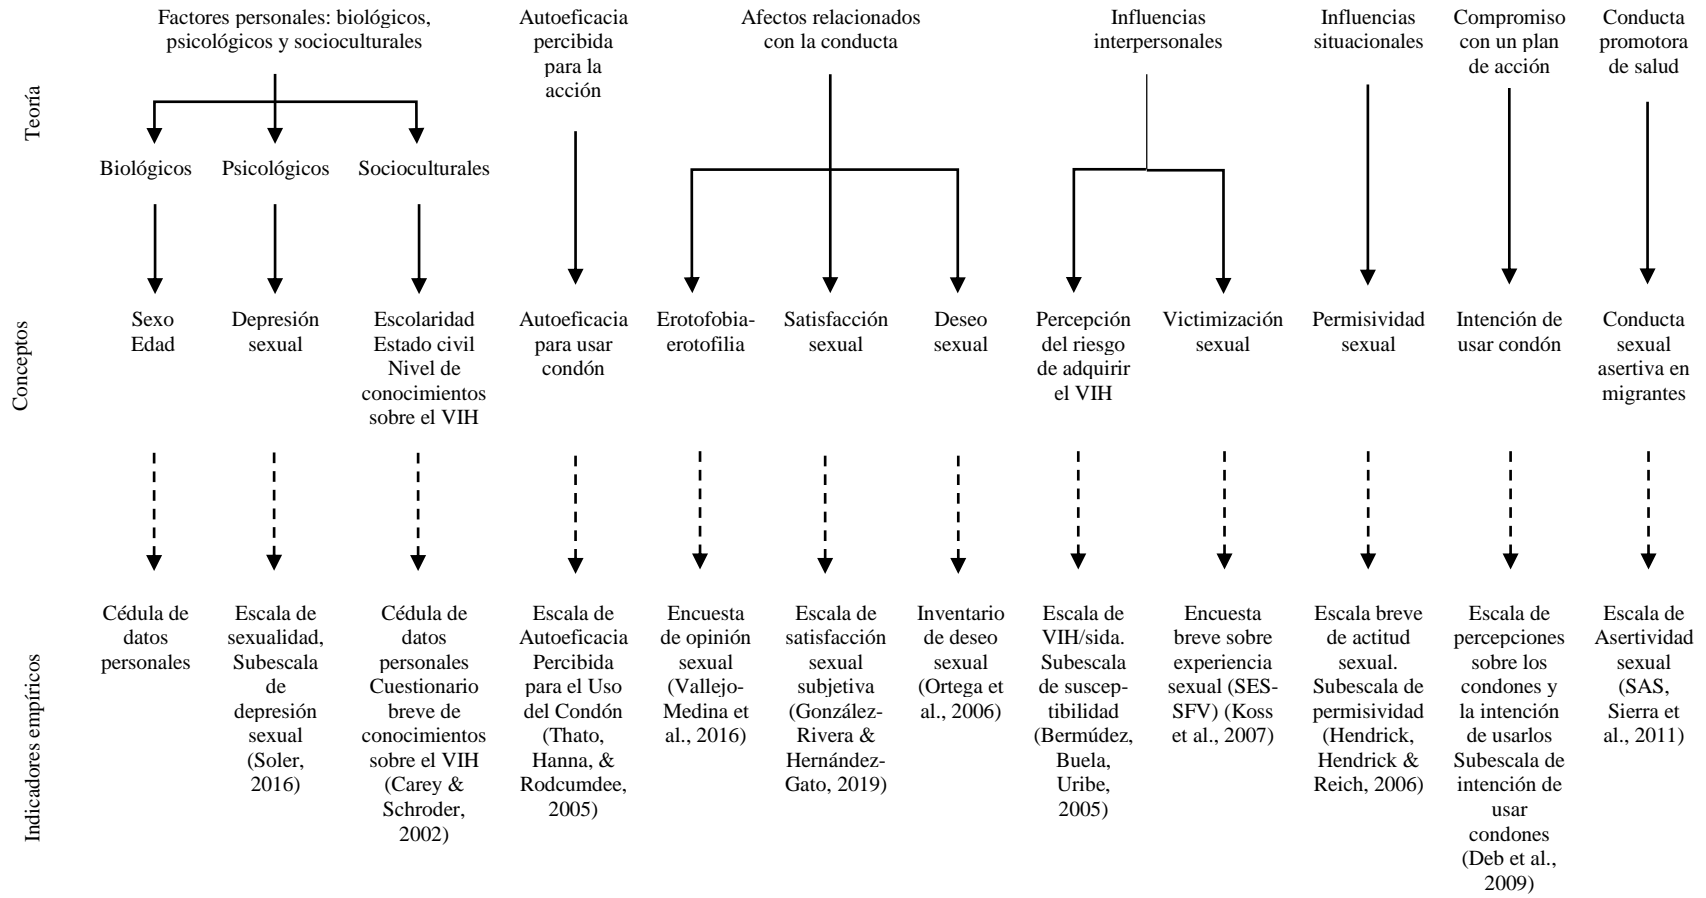 Teoría
Factores personales: biológicos,
psicológicos y socioculturales
Autoeficacia
percibida
para la
acción
Afectos relacionados
con la conducta
Influencias
interpersonales
Influencias
situacionales
Compromiso
con un plan
de acción
Conducta
promotora
de salud
Biológicos
Psicológicos
Socioculturales
Conceptos
Sexo
Edad
Depresión
sexual
Escolaridad
Estado civil
Nivel de
conocimientos
sobre el VIH
Autoeficacia
para usar
condón
Erotofobia-
erotofilia
Satisfacción
sexual
Deseo
sexual
Percepción
del riesgo
de adquirir
el VIH
Victimización
sexual
Permisividad
sexual
Intención de
usar condón
Conducta
sexual
asertiva en
migrantes
Indicadores empíricos
Cédula de
datos
personales
Escala de
sexualidad,
Subescala
de
depresión
sexual
(Soler,
2016)
Cédula de
datos
personales
Cuestionario
breve de
conocimientos
sobre el VIH
(Carey &
Schroder,
2002)
Escala de
Autoeficacia
Percibida
para el Uso
del Condón
(Thato,
Hanna, &
Rodcumdee,
2005)
Encuesta
de opinión
sexual
(Vallejo-
Medina et
al., 2016)
Escala de
satisfacción
sexual
subjetiva
(González-
Rivera &
Hernández-
Gato, 2019)
Inventario
de deseo
sexual
(Ortega et
al., 2006)
Escala de
VIH/sida.
Subescala
de suscep-
tibilidad
(Bermúdez,
Buela,
Uribe,
2005)
Encuesta
breve sobre
experiencia
sexual (SES-
SFV) (Koss
et al., 2007)
Escala breve
de actitud
sexual.
Subescala de
permisividad
(Hendrick,
Hendrick &
Reich, 2006)
Escala de
percepciones
sobre los
condones y
la intención
de usarlos
Subescala de
intención de
usar
condones
(Deb et al.,
2009)
Escala de
Asertividad
sexual
(SAS,
Sierra et
al., 2011)